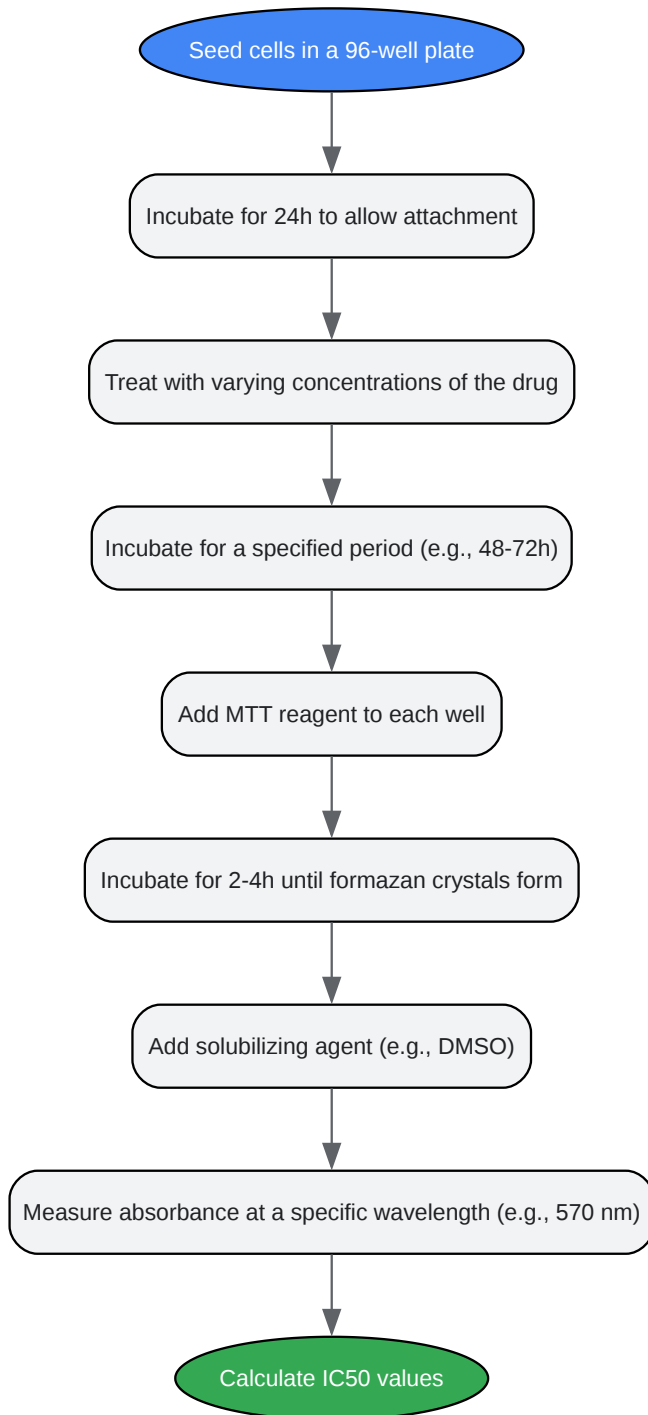 Seed cells in a 96-well plate
Incubate for 24h to allow attachment
Treat with varying concentrations of the drug
Incubate for a specified period (e.g., 48-72h)
Add MTT reagent to each well
Incubate for 2-4h until formazan crystals form
Add solubilizing agent (e.g., DMSO)
Measure absorbance at a specific wavelength (e.g., 570 nm)
Calculate IC50 values